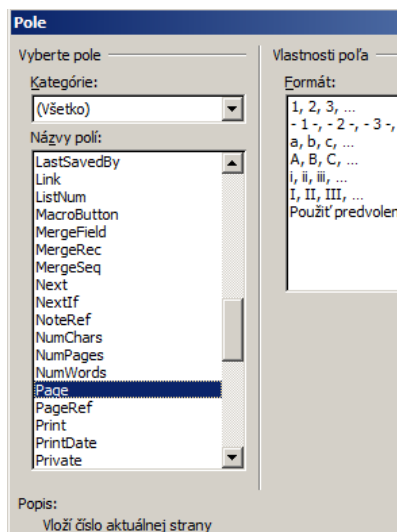 Pole
Vyberte pole
Kategórie:
(Všetko)
Názvy polí:
LastSavedBy
Link
ListNum
MacroButton
MergeField
MergeRec
MergeSeq
Next
NextIf
NoteRef
NumChars
NumPages
NumWords
Page
PageRef
Print
PrintDate
Private
Vlastnosti poľa
Formát:
1, 2, 3, ...
- 1 -, - 2 -, - 3 -,
a, b, c, ...
A, B, C, ...
i, ii, iii, ...
I, II, III, ...
Použiť
Popis:
Vloží číslo aktuálnej strany